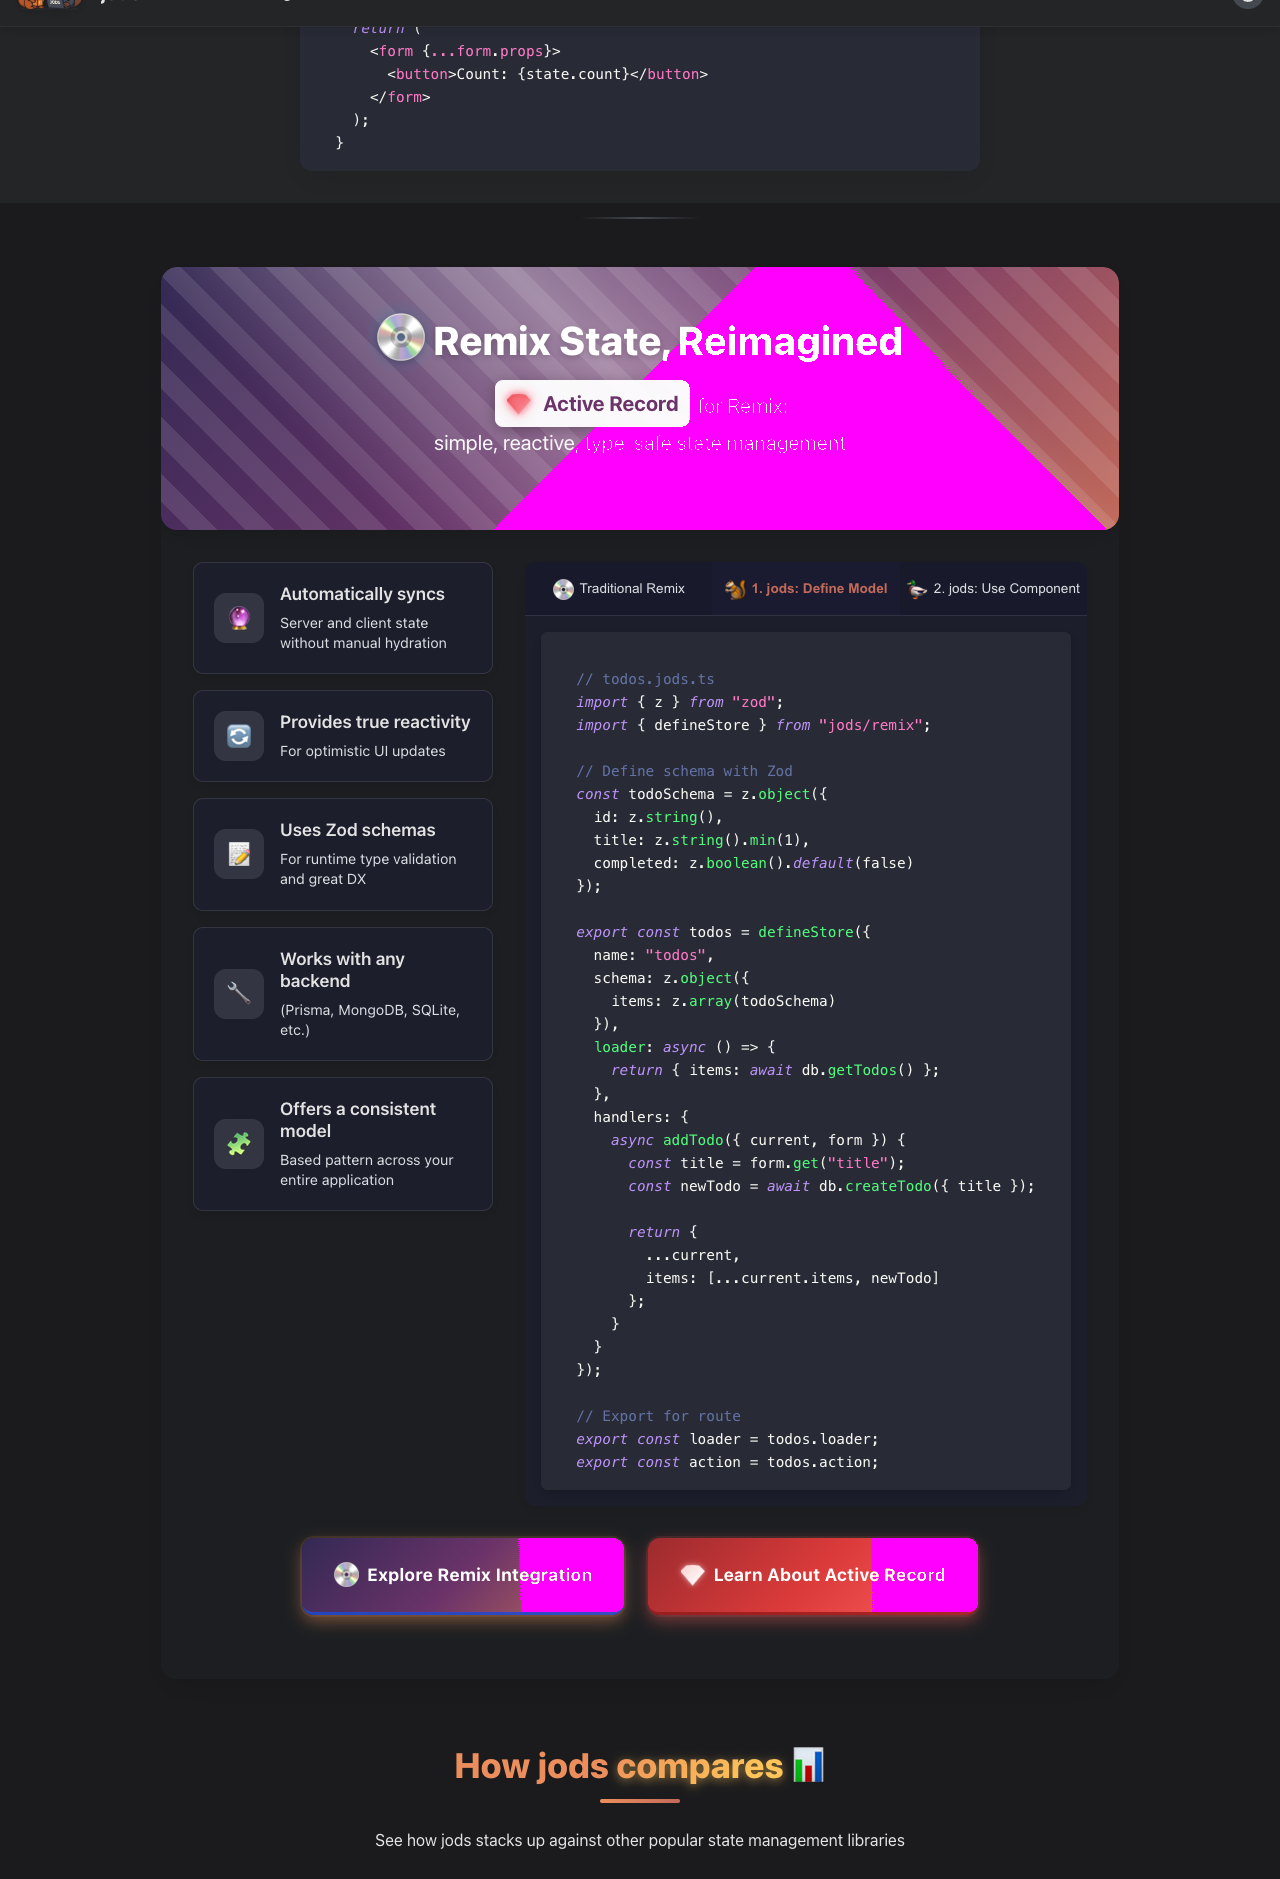 return (
<form {...form.props}>
<button>Count: {state.count}</button>
</form>
);
}
Remix State, Reimagined
Active Record for Remix:
simple, reactive, type-safe state management
Automatically syncs
Server and client state
without manual hydration
Provides true reactivity
For optimistic UI updates
Uses Zod schemas
For runtime type validation
and great DX
Works with any
backend
(Prisma, MongoDB, SQLite,
etc.)
Offers a consistent
model
Based pattern across your
entire application
Traditional Remix
1. jods: Define Model
2. jods: Use Component
// todos.jods.ts
import { z } from "zod";
import { defineStore } from "jods/remix";
// Define schema with Zod
const todoSchema = z.object({
id: z.string(),
title: z.string().min(1),
completed: z.boolean().default(false)
});
export const todos = defineStore({
name: "todos",
schema: z.object({
items: z.array(todoSchema)
}),
loader: async () => {
return { items: await db.getTodos() };
},
handlers: {
async addTodo({ current, form }) {
const title = form.get("title");
const newTodo = await db.createTodo({ title });
return {
...current,
items: [...current.items, newTodo]
};
}
}
});
// Export for route
export const loader = todos.loader;
export const action = todos.action;
Explore Remix Integration
Learn About Active Record
How jods compares
See how jods stacks up against other popular state management libraries